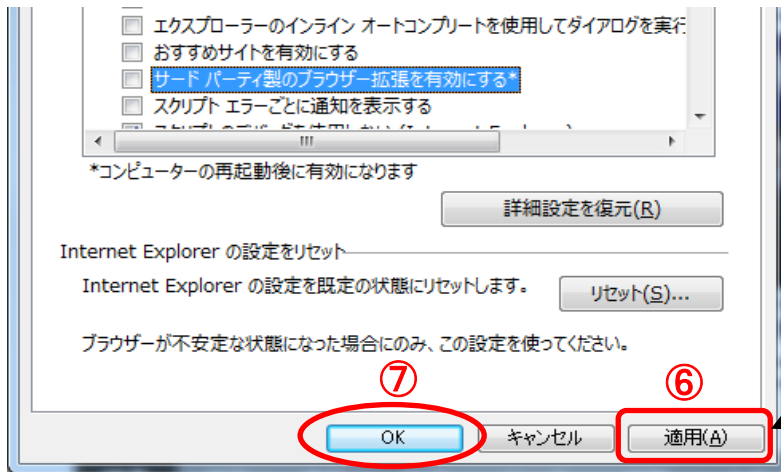 エクスプローラーのインライン オートコンプリートを使用してダイアログを実行
おすすめサイトを有効にする
サード パーティ製のブラウザー拡張を有効にする*
スクリプト エラーごとに通知を表示する
*コンピューターの再起動後に有効になります
詳細設定を復元(R)
Internet Explorer の設定をリセット
Internet Explorer の設定を既定の状態にリセットします。
リセット(S)...
ブラウザーが不安定な状態になった場合にのみ、この設定を使ってください。
⑦
⑥
OK
キャンセル
適用(A)